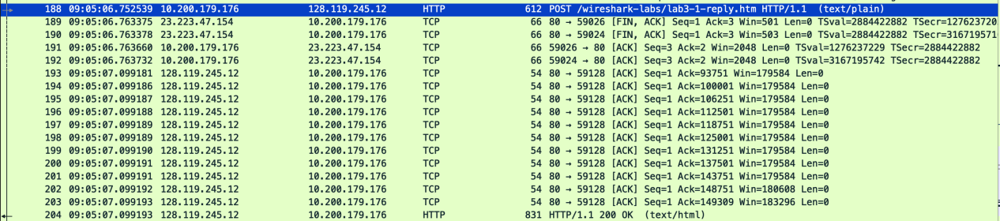 188 09:05:06.752539 10.200.179.176 128.119.245.12 HTTP 612 POST /wireshark-labs/lab3-1-reply.htm HTTP/1.1 (text/plain)
189 09:05:06.763375 23.223.47.154 10.200.179.176 TCP 66 80 → 59026 [FIN, ACK] Seq=1 Ack=3 Win=501 Len=0 TSval=2884422882 TSecr=127623720
190 09:05:06.763378 23.223.47.154 10.200.179.176 TCP 66 80 → 59024 [FIN, ACK] Seq=1 Ack=3 Win=503 Len=0 TSval=2884422882 TSecr=316719571
191 09:05:06.763660 10.200.179.176 23.223.47.154 TCP 66 59026 → 80 [ACK] Seq=3 Ack=2 Win=2048 Len=0 TSval=1276237229 TSecr=2884422882
192 09:05:06.763732 10.200.179.176 23.223.47.154 TCP 66 59024 → 80 [ACK] Seq=3 Ack=2 Win=2048 Len=0 TSval=3167195742 TSecr=2884422882
193 09:05:07.099181 128.119.245.12 10.200.179.176 TCP 54 80 → 59128 [ACK] Seq=1 Ack=93751 Win=179584 Len=0
194 09:05:07.099186 128.119.245.12 10.200.179.176 TCP 54 80 → 59128 [ACK] Seq=1 Ack=100001 Win=179584 Len=0
195 09:05:07.099187 128.119.245.12 10.200.179.176 TCP 54 80 → 59128 [ACK] Seq=1 Ack=106251 Win=179584 Len=0
196 09:05:07.099188 128.119.245.12 10.200.179.176 TCP 54 80 → 59128 [ACK] Seq=1 Ack=112501 Win=179584 Len=0
197 09:05:07.099189 128.119.245.12 10.200.179.176 TCP 54 80 → 59128 [ACK] Seq=1 Ack=118751 Win=179584 Len=0
198 09:05:07.099189 128.119.245.12 10.200.179.176 TCP 54 80 → 59128 [ACK] Seq=1 Ack=125001 Win=179584 Len=0
199 09:05:07.099190 128.119.245.12 10.200.179.176 TCP 54 80 → 59128 [ACK] Seq=1 Ack=131251 Win=179584 Len=0
200 09:05:07.099191 128.119.245.12 10.200.179.176 TCP 54 80 → 59128 [ACK] Seq=1 Ack=137501 Win=179584 Len=0
201 09:05:07.099191 128.119.245.12 10.200.179.176 TCP 54 80 → 59128 [ACK] Seq=1 Ack=143751 Win=179584 Len=0
202 09:05:07.099192 128.119.245.12 10.200.179.176 TCP 54 80 → 59128 [ACK] Seq=1 Ack=148751 Win=180608 Len=0
203 09:05:07.099193 128.119.245.12 10.200.179.176 TCP 54 80 → 59128 [ACK] Seq=1 Ack=149309 Win=183296 Len=0
204 09:05:07.099193 128.119.245.12 10.200.179.176 HTTP 831 HTTP/1.1 200 OK (text/html)